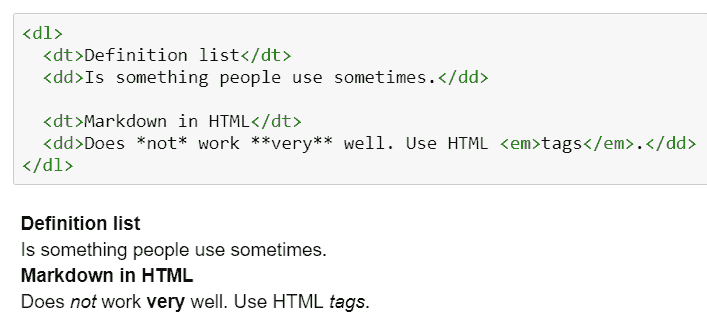 <dl>
  <dt>Definition list</dt>
  <dd>Is something people use sometimes.</dd>

  <dt>Markdown in HTML</dt>
  <dd>Does *not* work **very** well. Use HTML <em>tags</em>.</dd>
</dl>
Definition list
Is something people use sometimes.
Markdown in HTML
Does not work very well. Use HTML tags.